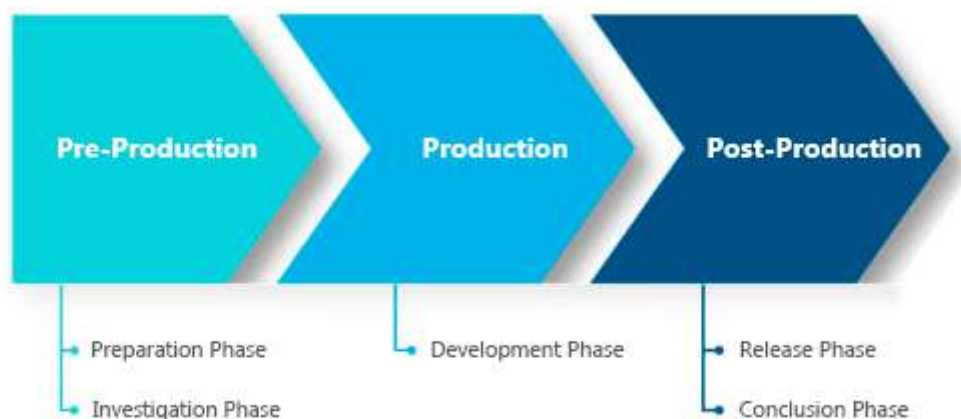 Pre-Production
Production
Post-Production
Preparation Phase
Development Phase
Release Phase
Investigation Phase
Conclusion Phase